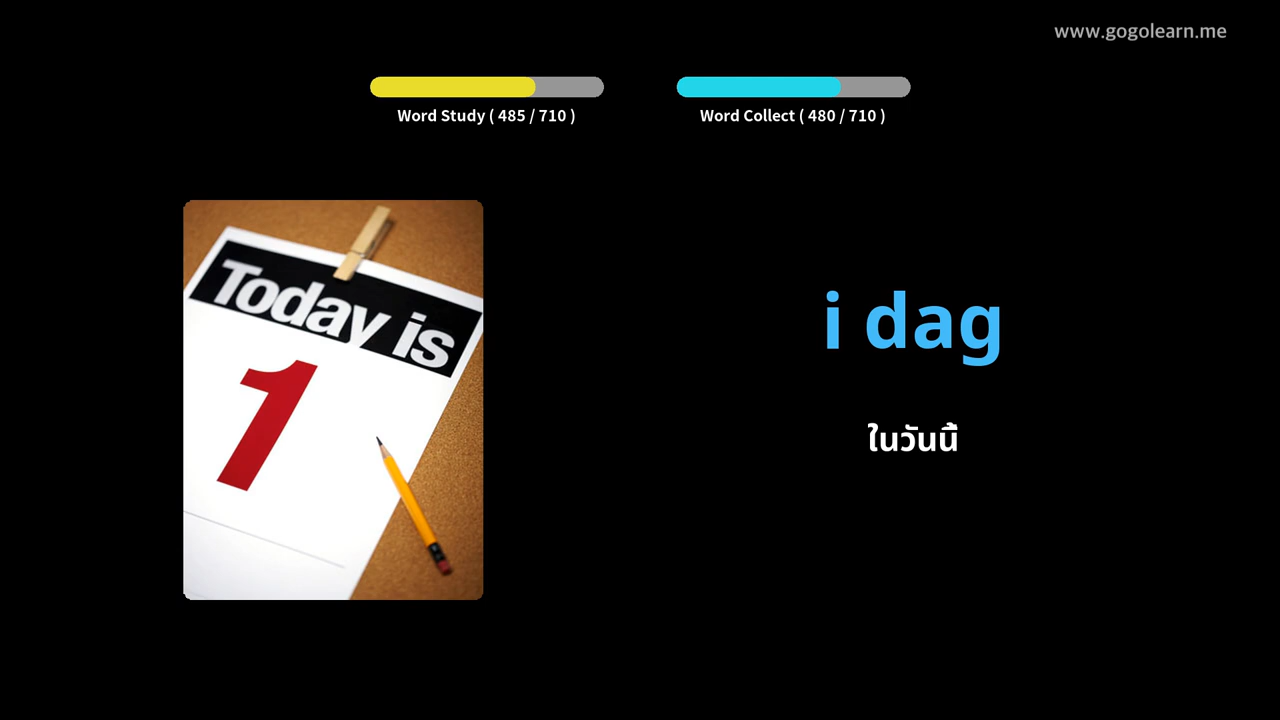 www.gogolearn.me
Word Study ( 485 / 710 )
Word Collect ( 480 / 710 )
Today is
1
i dag
ในวันนี้